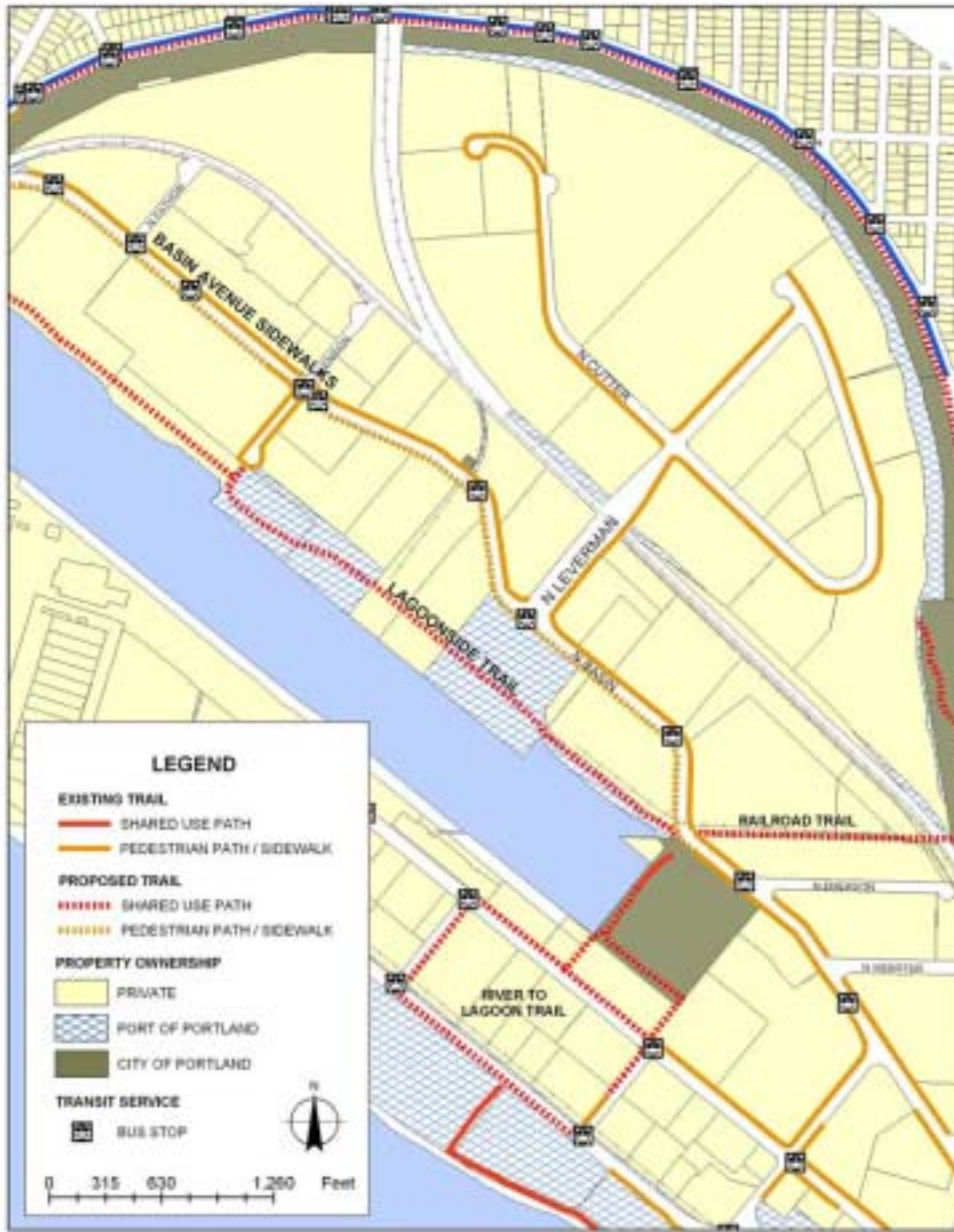 BASIN AVENUE SIDEWALKS
N CUTTER
N LEVERMAN
LAGOONSIDE TRAIL
N BASIN
RAILROAD TRAIL
RIVER TO
LAGOON TRAIL
LEGEND
EXISTING TRAIL
SHARED USE PATH
PEDESTRIAN PATH / SIDEWALK
PROPOSED TRAIL
SHARED USE PATH
PEDESTRIAN PATH / SIDEWALK
PROPERTY OWNERSHIP
PRIVATE
PORT OF PORTLAND
CITY OF PORTLAND
TRANSIT SERVICE
BUS STOP
N
0 315 630 1,260 Feet